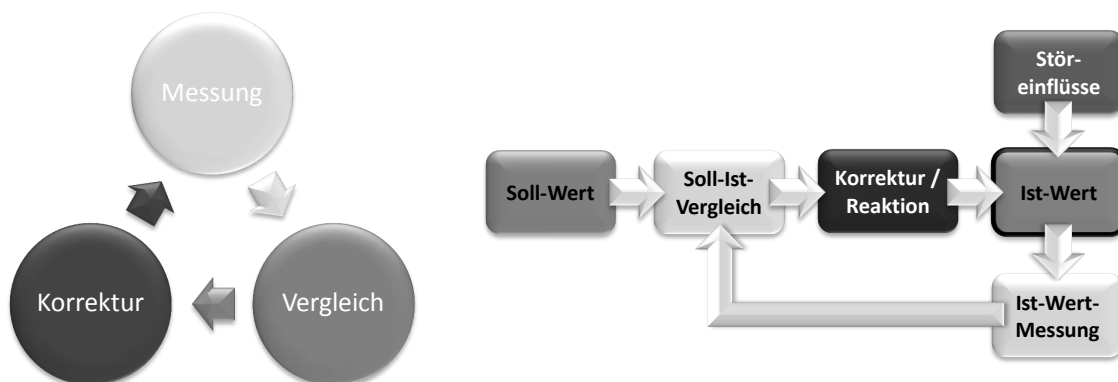 Messung
Korrektur
Vergleich
Stör-
einflüsse
Soll-Wert
Soll-Ist-
Vergleich
Korrektur /
Reaktion
Ist-Wert
Ist-Wert-
Messung